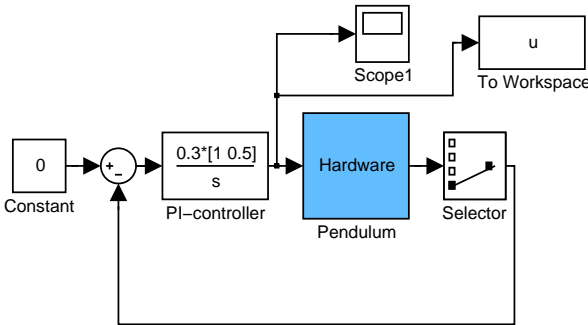 u
Scope1
To Workspace
0.3*[1 0.5]
s
Hardware
0
+
−
Constant
PI−controller
Pendulum
Selector